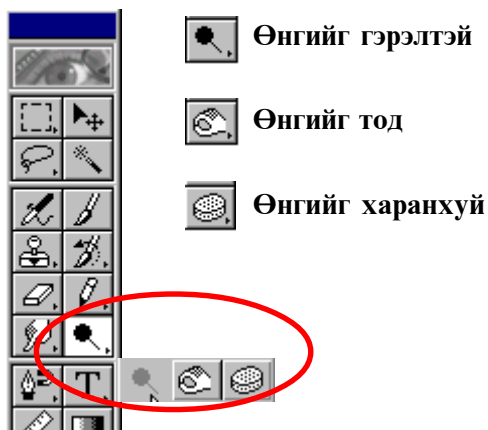 Өнгийг гэрэлтэй
Өнгийг тод
Өнгийг харанхуй
T